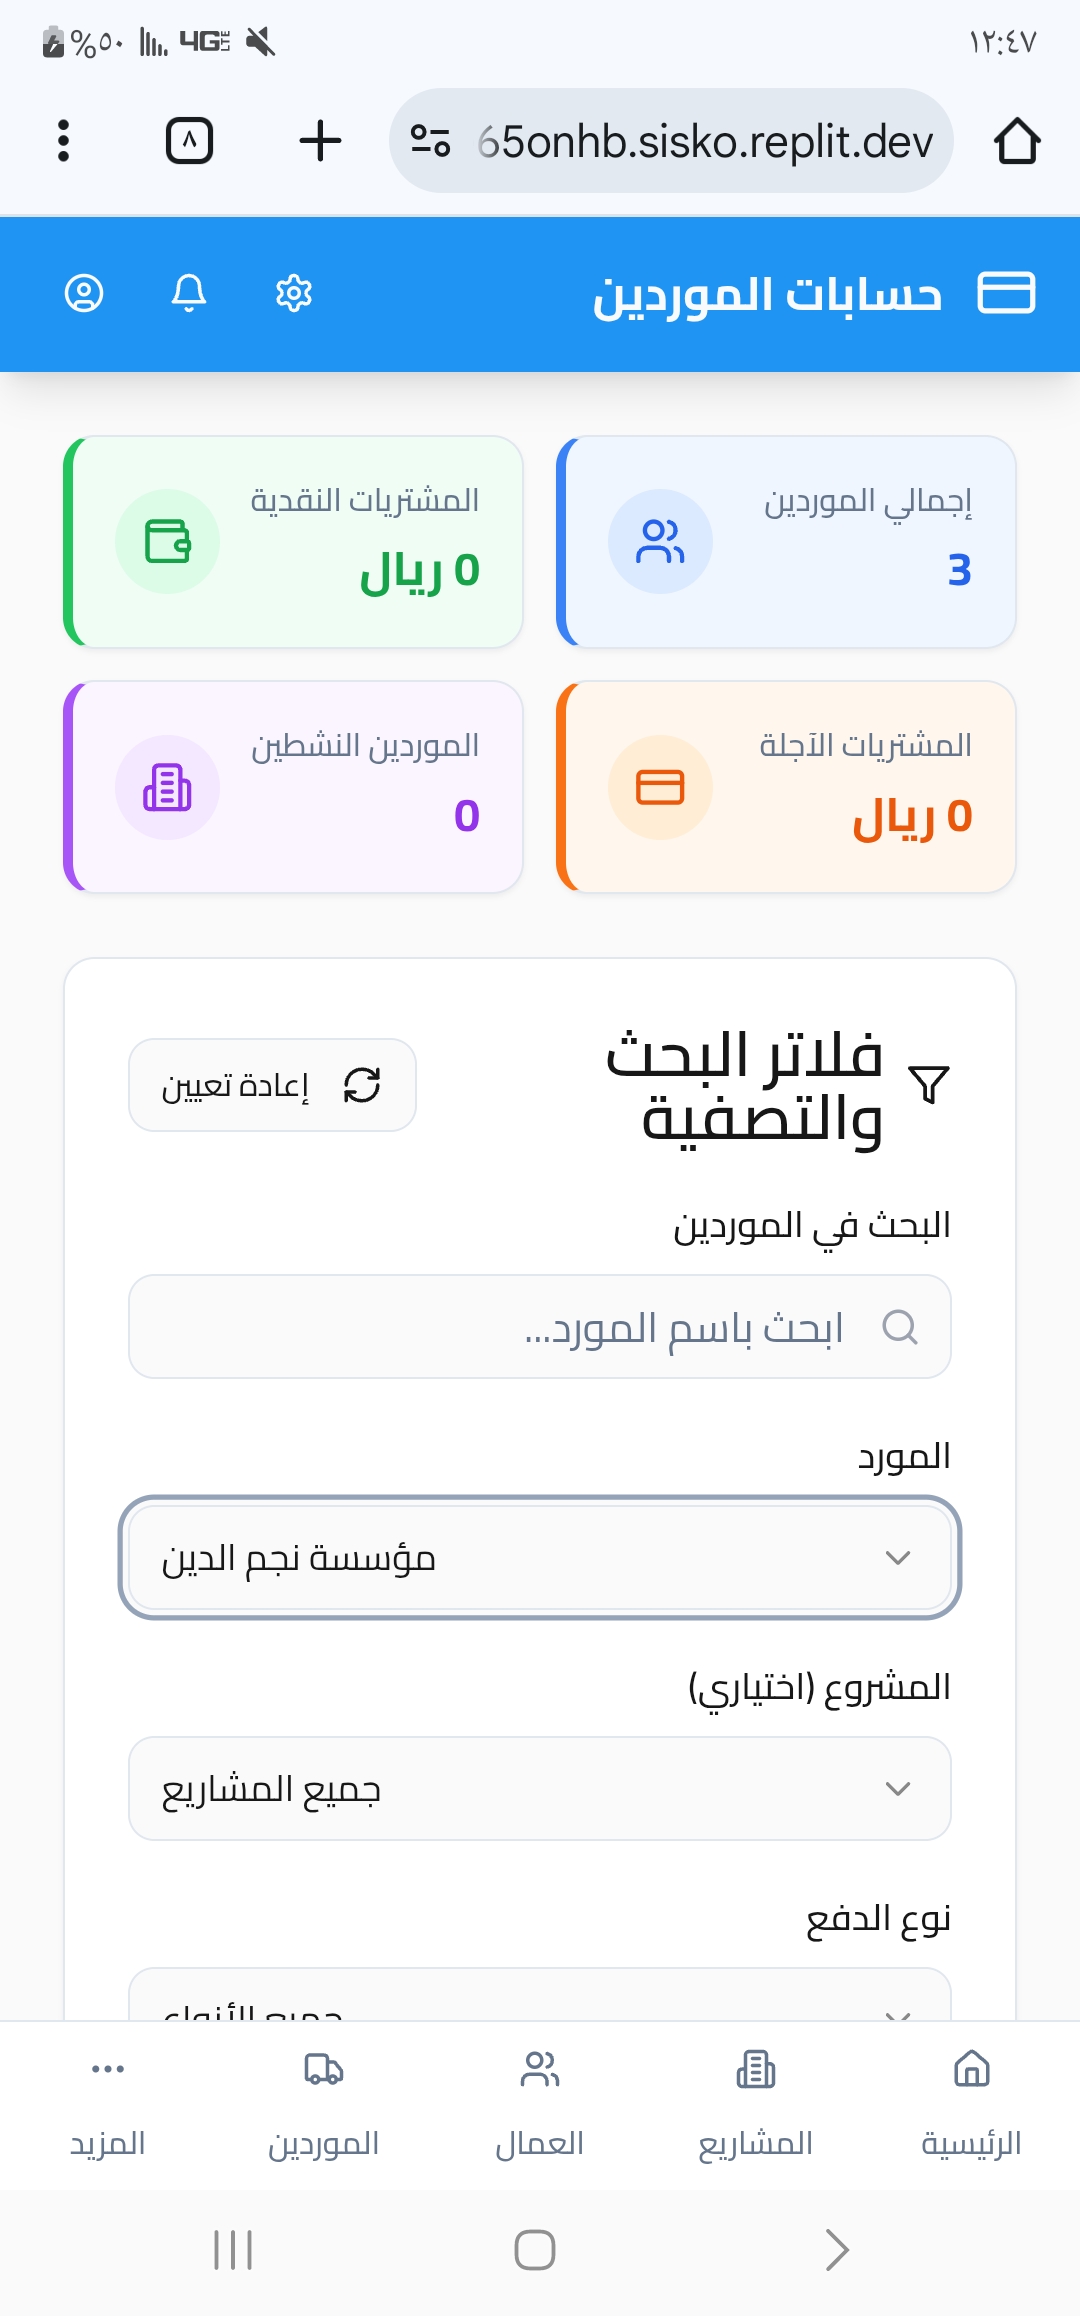 ١٢:٤٧
4G LTE
%٥٠
65onhb.sisko.replit.dev
٨
حسابات الموردين
إجمالي الموردين
3
المشتريات النقدية
0 ريال
المشتريات الآجلة
0 ريال
الموردين النشطين
0
فلاتر البحث
والتصفية
إعادة تعيين
البحث في الموردين
ابحث باسم المورد...
المورد
مؤسسة نجم الدين
المشروع (اختياري)
جميع المشاريع
نوع الدفع
جميع الأنواع
الرئيسية
المشاريع
العمال
الموردين
المزيد